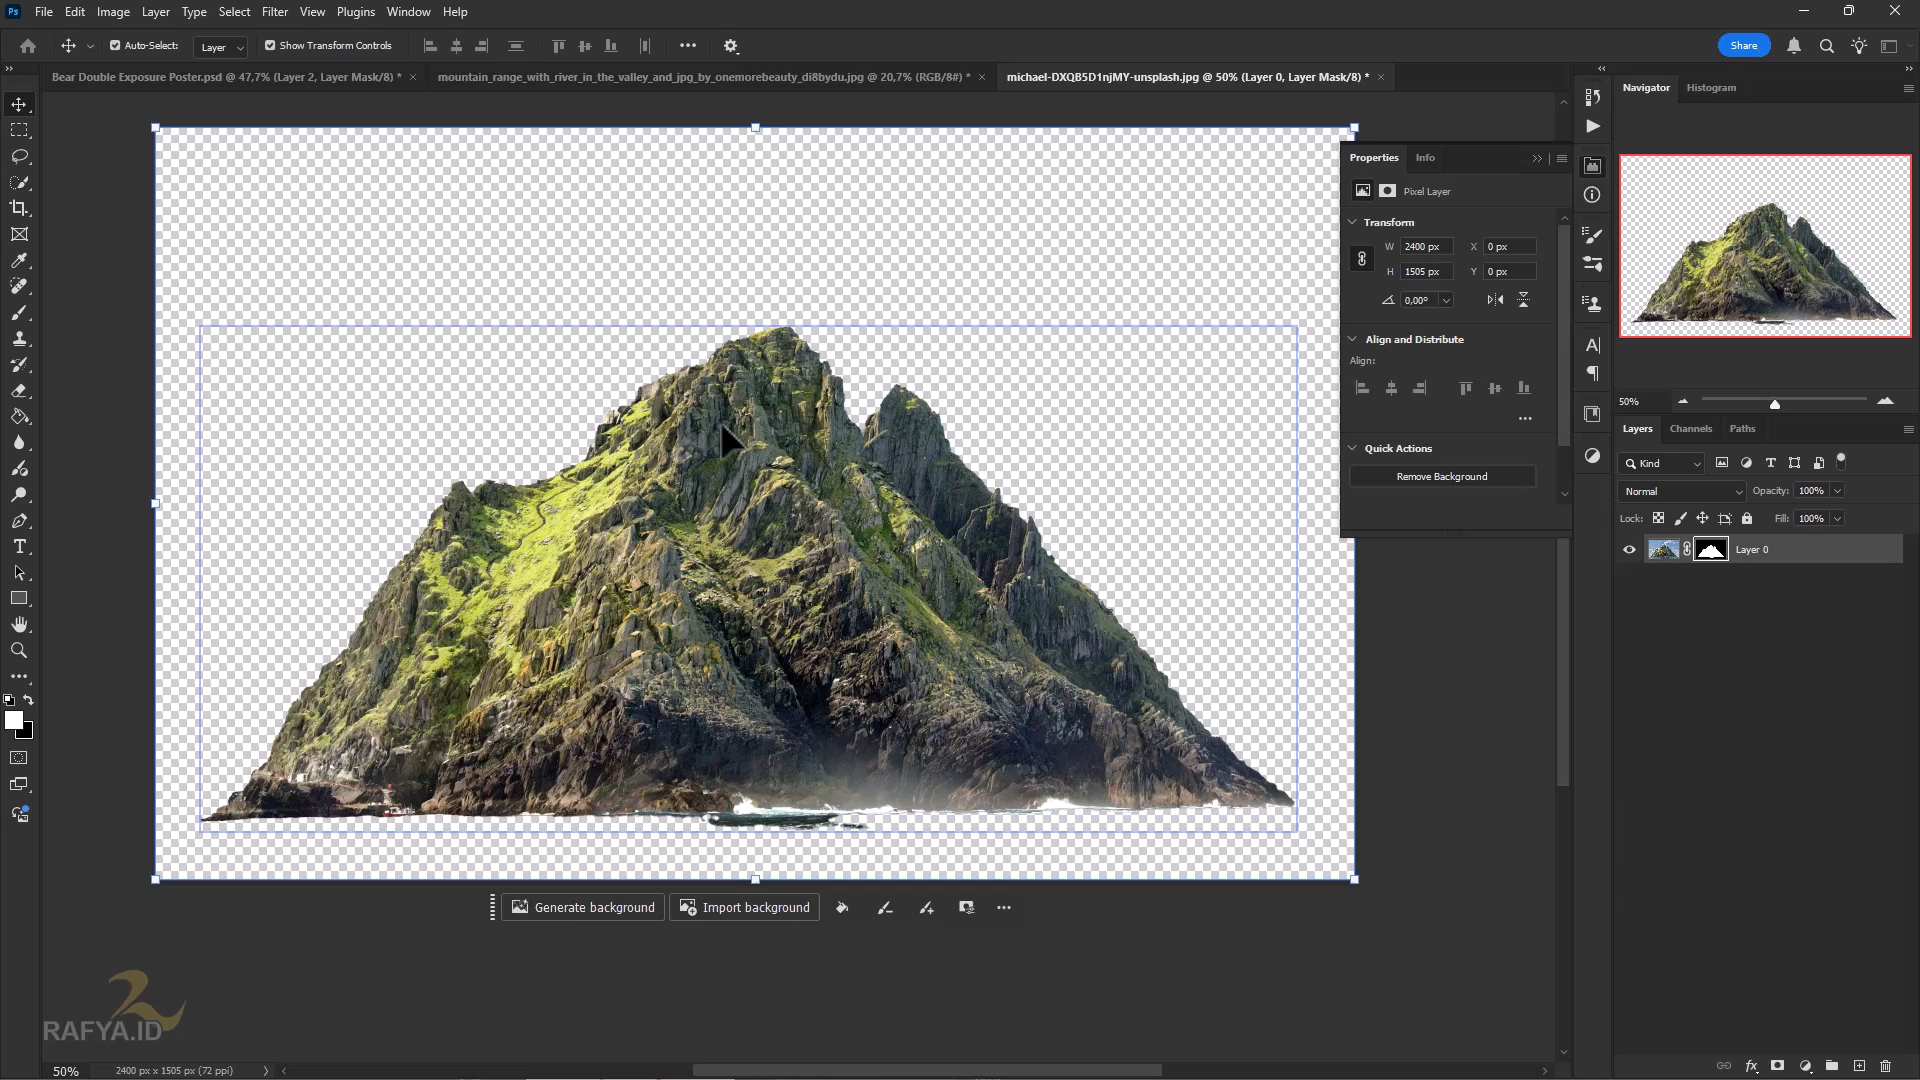 Ps File Edit Image Layer Type Select Filter View Plugins Window Help
Auto-Select: Layer Show Transform Controls Share
Bear Double Exposure Poster.psd @ 47,7% (Layer 2, Layer Mask/8) * mountain_range_with_river_in_the_valley_and_jpg_by_onemorebeauty_di8bydu.jpg @ 20,7% (RGB/8#) * michael-DXQB5D1njMY-unsplash.jpg @ 50% (Layer 0, Layer Mask/8) *
Navigator Histogram
Properties Info
Pixel Layer
Transform
W 2400 px X 0 px
H 1505 px Y 0 px
0,00°
Align and Distribute
Align:
Quick Actions
Remove Background
50%
Layers Channels Paths
Kind
Normal Opacity: 100%
Lock: Fill: 100%
Layer 0
Generate background Import background
RAFYA.ID
50% 2400 px x 1505 px (72 ppi)